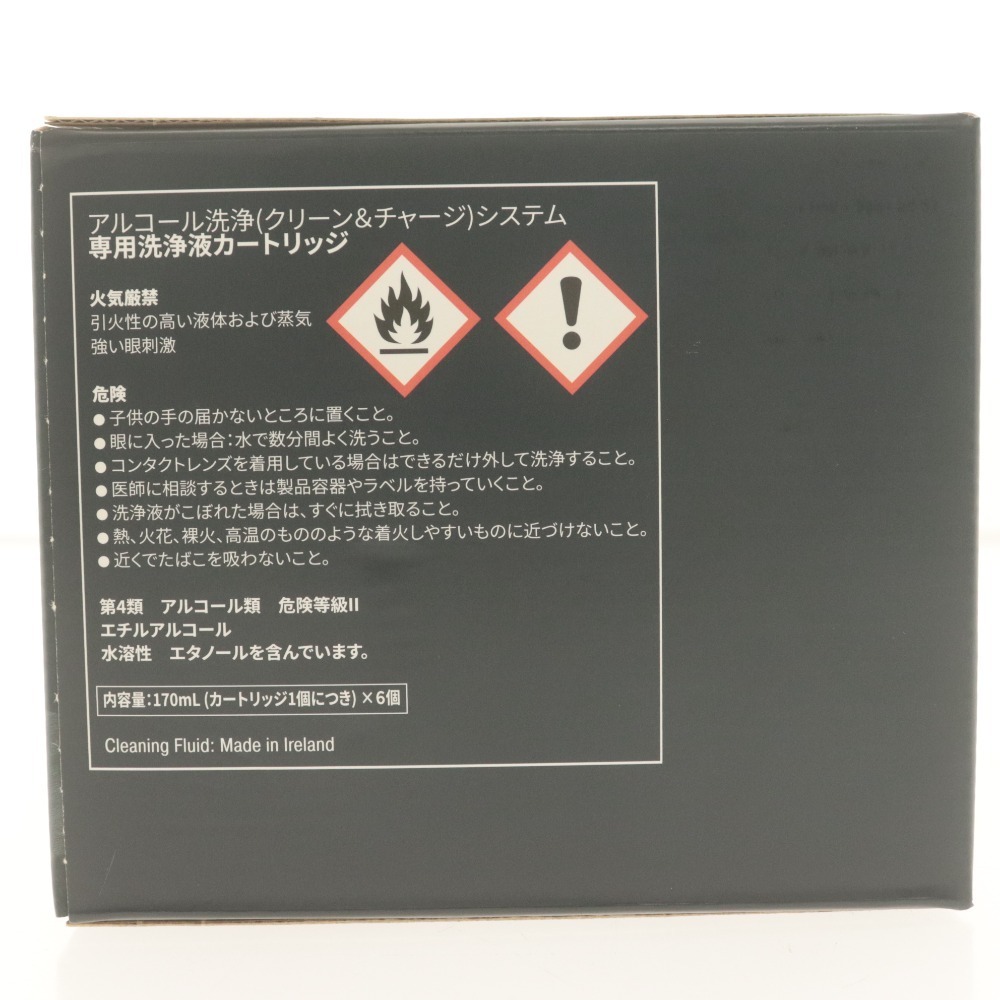 アルコール洗浄(クリーン&チャージ)システム
専用洗浄液カートリッジ
火気厳禁
引火性の高い液体および蒸気
強い眼刺激
危険
●子供の手の届かないところに置くこと。
●眼に入った場合:水で数分間よく洗うこと。
●コンタクトレンズを着用している場合はできるだけ外して洗浄すること。
●医師に相談するときは製品容器やラベルを持っていくこと。
●洗浄液がこぼれた場合は、すぐに拭き取ること。
●熱、火花、裸火、高温のもののような着火しやすいものに近づけないこと。
●近くでたばこを吸わないこと。
第4類 アルコール類 危険等級II
エチルアルコール
水溶性 エタノールを含んでいます。
内容量:170mL (カートリッジ1個につき) ×6個
Cleaning Fluid: Made in Ireland